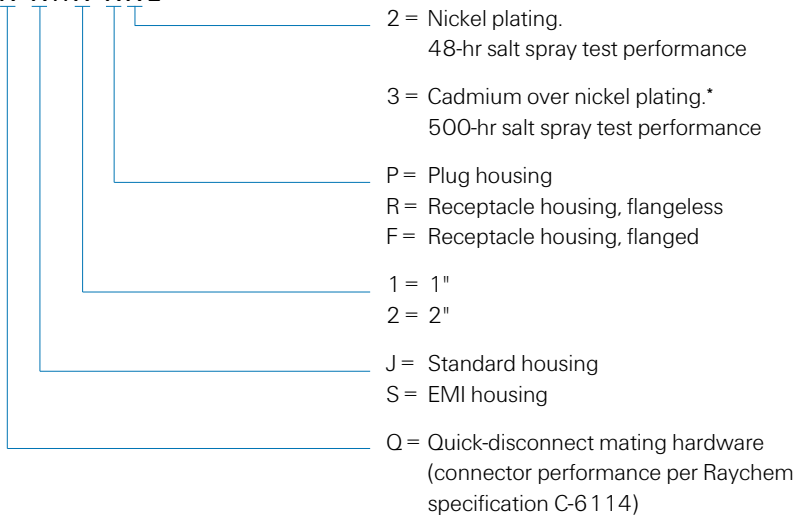 2 = Nickel plating.
48-hr salt spray test performance
3 = Cadmium over nickel plating.*
500-hr salt spray test performance
P = Plug housing
R = Receptacle housing, flangeless
F = Receptacle housing, flanged
1 = 1"
2 = 2"
J = Standard housing
S = EMI housing
Q = Quick-disconnect mating hardware
(connector performance per Raychem
specification C-6114)